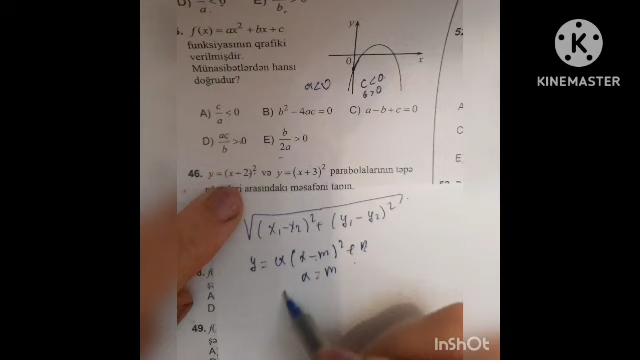 D) E) b
f(x) = ax² + bx + c
funksiyasının qrafiki
verilmişdir.
Münasibətlərdən hansı
doğrudur?
y
0
x
a<0
c<0
b>0
A) c/a < 0 B) b² − 4ac = 0 C) a − b + c = 0
D) ac/b > 0 E) b/2a > 0
46. y = (x − 2)² və y = (x + 3)² parabolalarının təpə
arasındakı məsafəni tapın.
√(x₁ − x₂)² + (y₁ − y₂)²
y = a(x − m)² + n
x = m
A
D
49.
A
52
A
C
E
KINEMASTER
InShOt